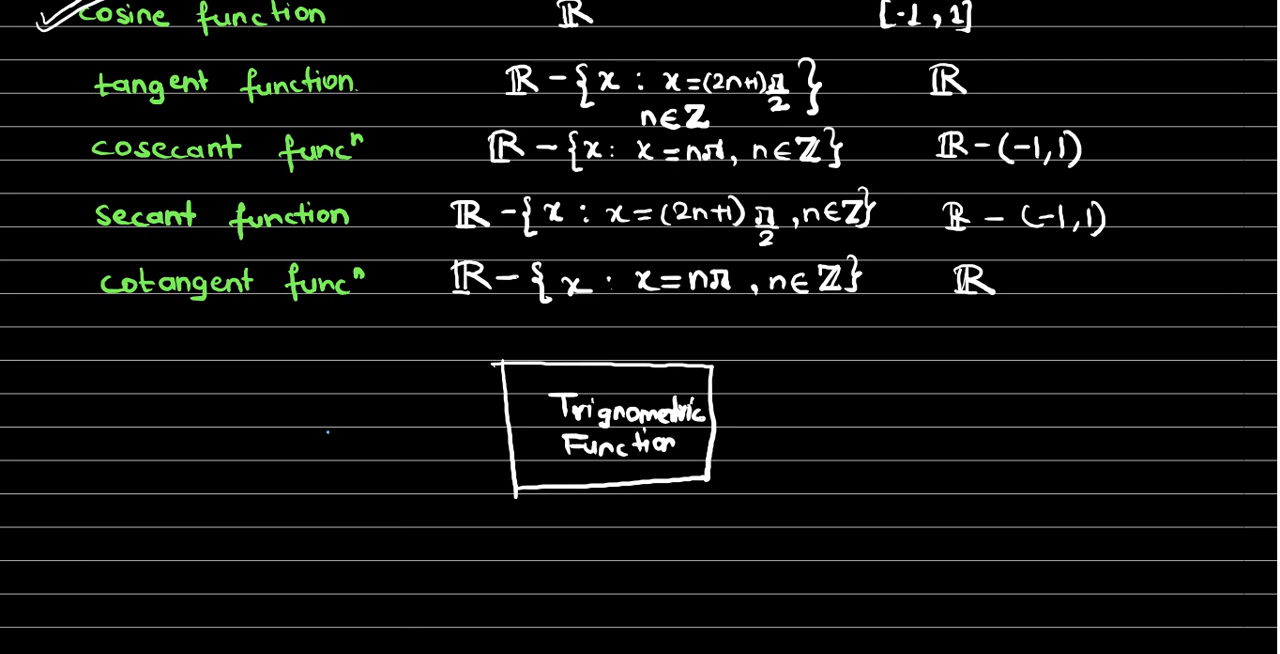 cosine function ℝ [-1, 1]
tangent function. ℝ - {x : x = (2n+1)π/2} ℝ
n∈ℤ
cosecant funcⁿ ℝ - {x : x = nπ, n∈ℤ} ℝ - (-1,1)
secant function ℝ - {x : x = (2n+1) π/2, n∈ℤ} ℝ - (-1,1)
cotangent funcⁿ ℝ - {x : x = nπ, n∈ℤ} ℝ
Trignometric
Function